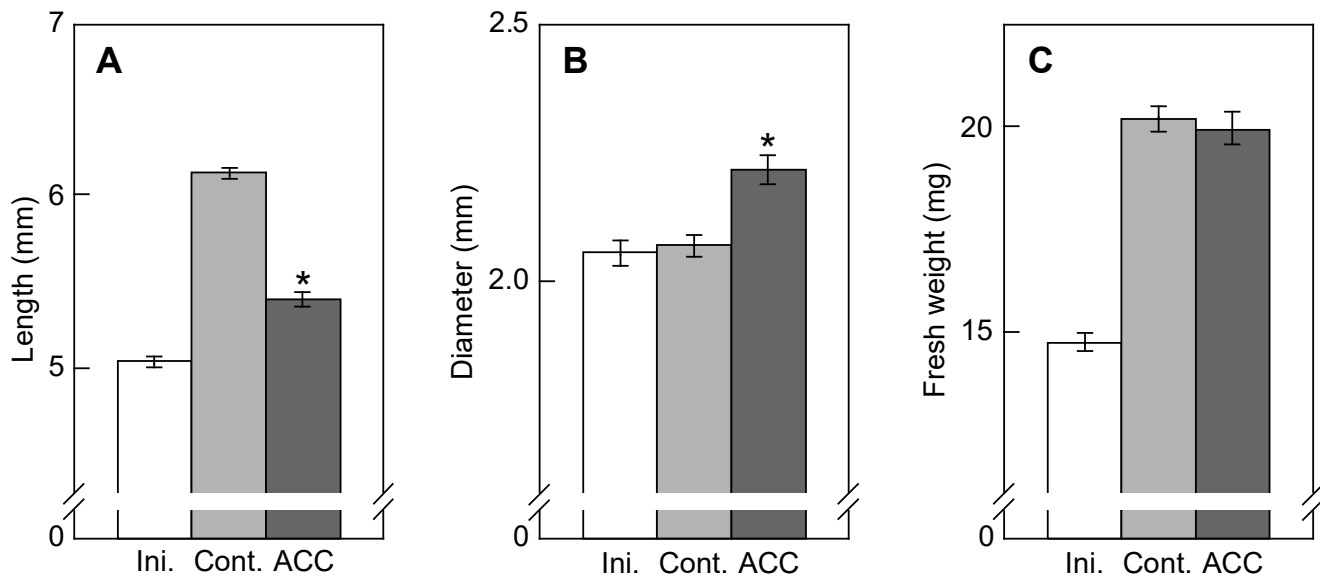 A
Length (mm)
7
6
5
0
*
Ini. Cont. ACC
B
Diameter (mm)
2.5
2.0
0
*
Ini. Cont. ACC
C
Fresh weight (mg)
20
15
0
Ini. Cont. ACC